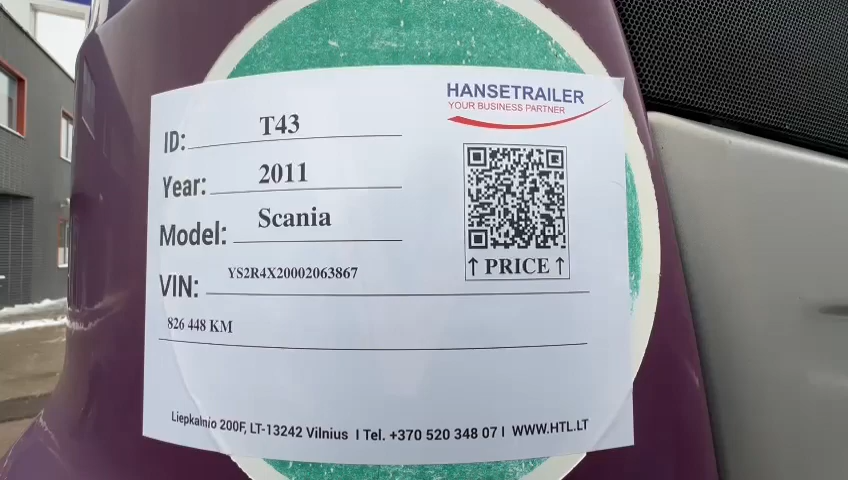 HANSETRAILER
YOUR BUSINESS PARTNER
ID: T43
Year: 2011
Model: Scania
VIN: YS2R4X20002063867
↑ PRICE ↑
826 448 KM
Liepkalnio 200F, LT-13242 Vilnius I Tel. +370 520 348 07 I WWW.HTL.LT